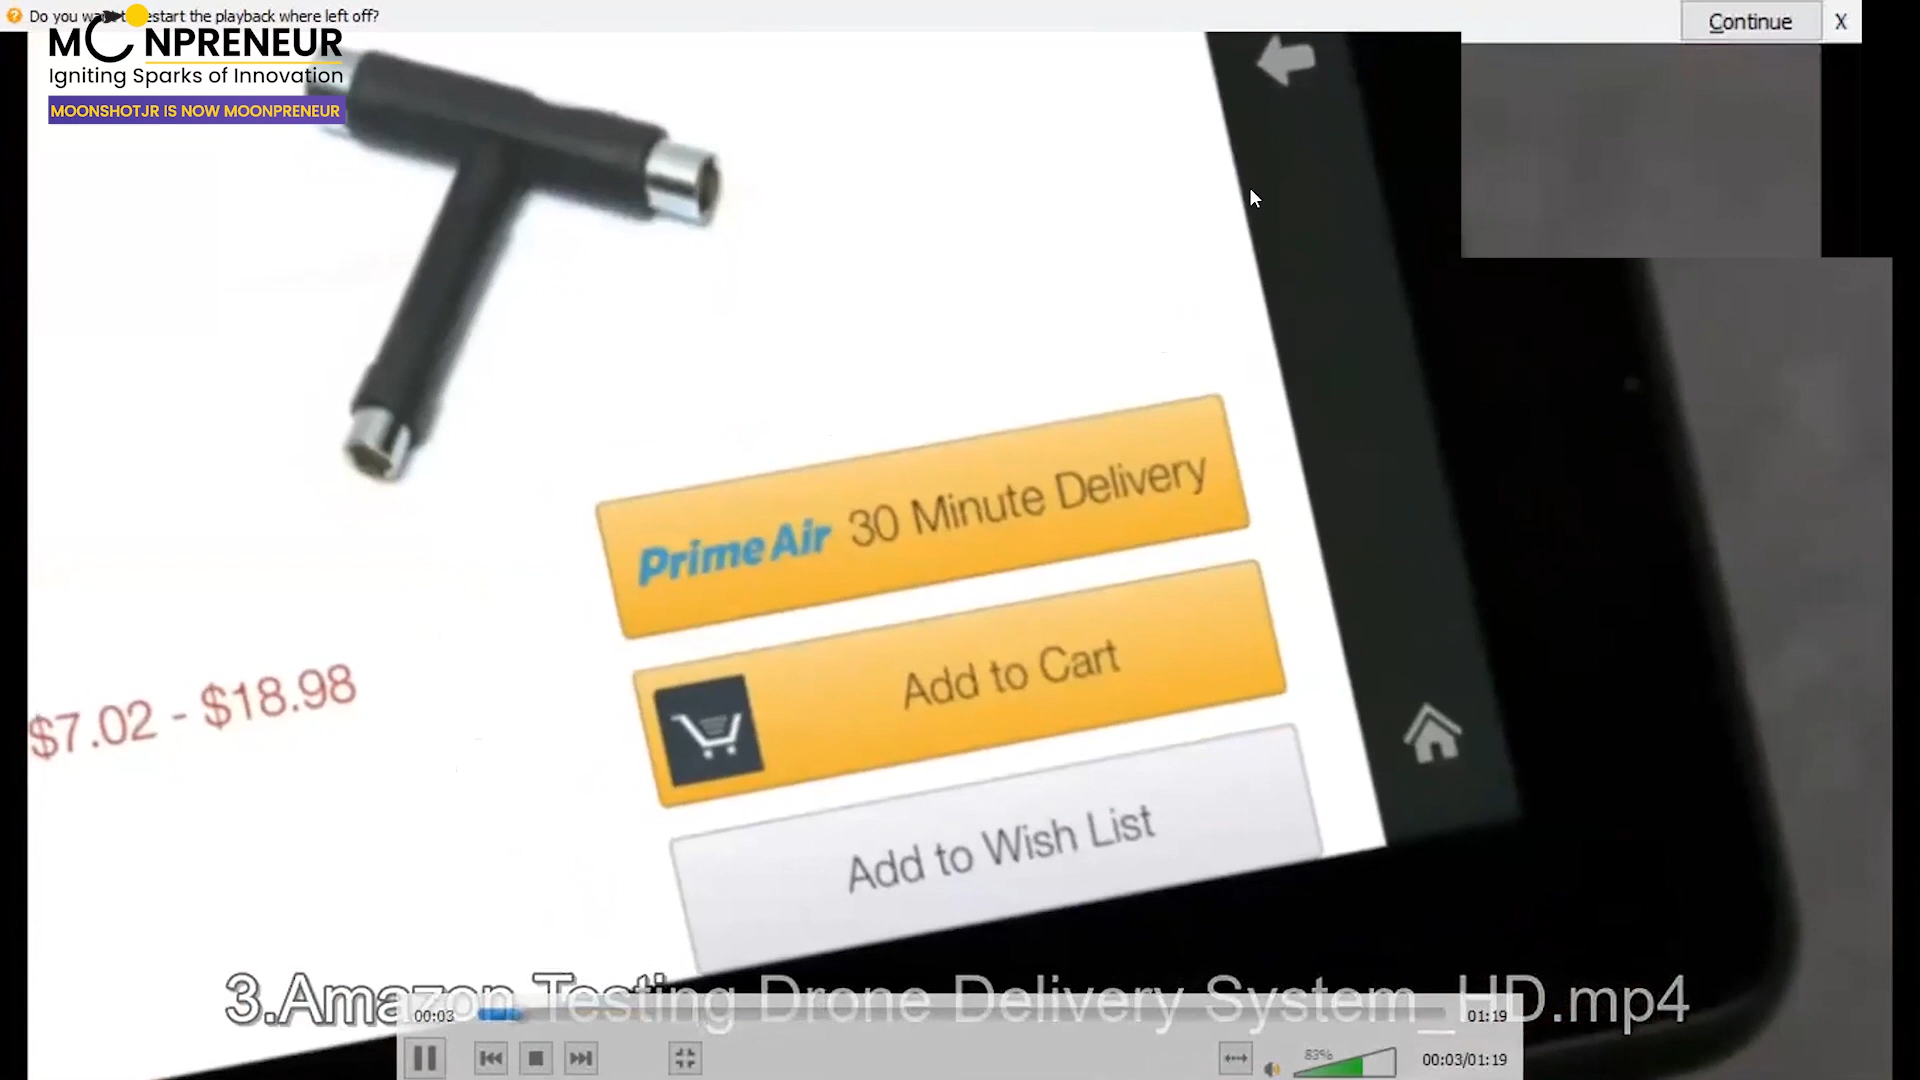 Do you want to restart the playback where left off?
Continue
X
MOONPRENEUR
Igniting Sparks of Innovation
MOONSHOTJR IS NOW MOONPRENEUR
Prime Air 30 Minute Delivery
Add to Cart
$7.02 - $18.98
Add to Wish List
3.Amazon Testing Drone Delivery System_HD.mp4
00:03
01:19
83%
00:03/01:19